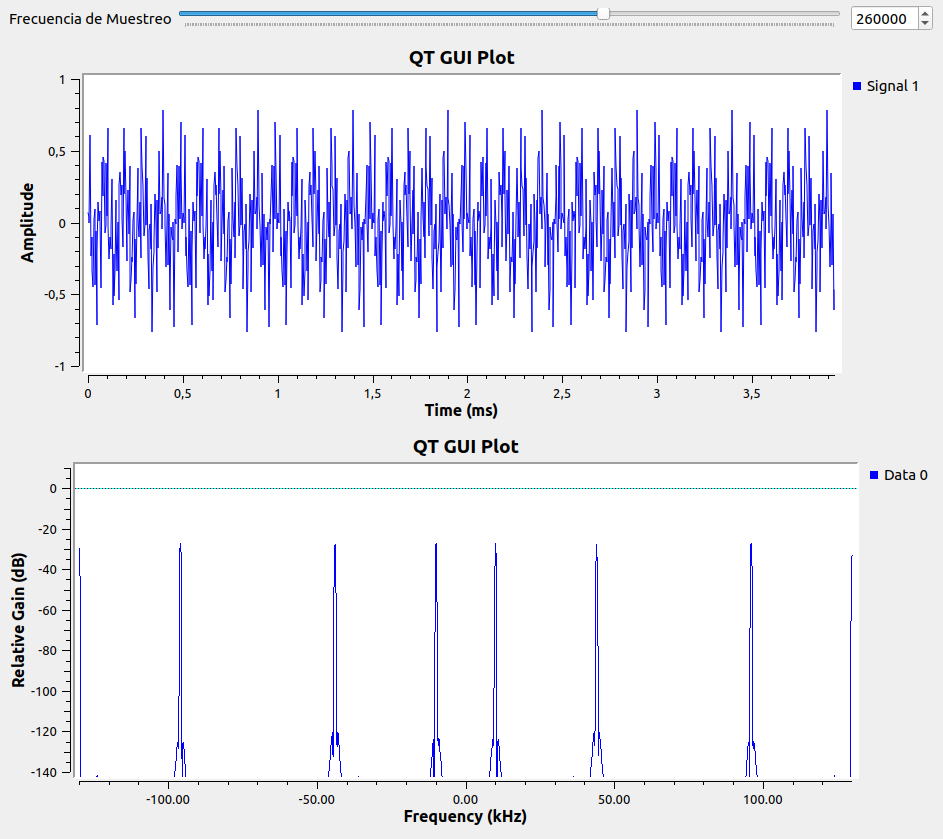 Frecuencia de Muestreo
260000
QT GUI Plot
Signal 1
Amplitude
1
0,5
0
-0,5
-1
0 0,5 1 1,5 2 2,5 3 3,5
Time (ms)
QT GUI Plot
Data 0
Relative Gain (dB)
0
-20
-40
-60
-80
-100
-120
-140
-100.00 -50.00 0.00 50.00 100.00
Frequency (kHz)